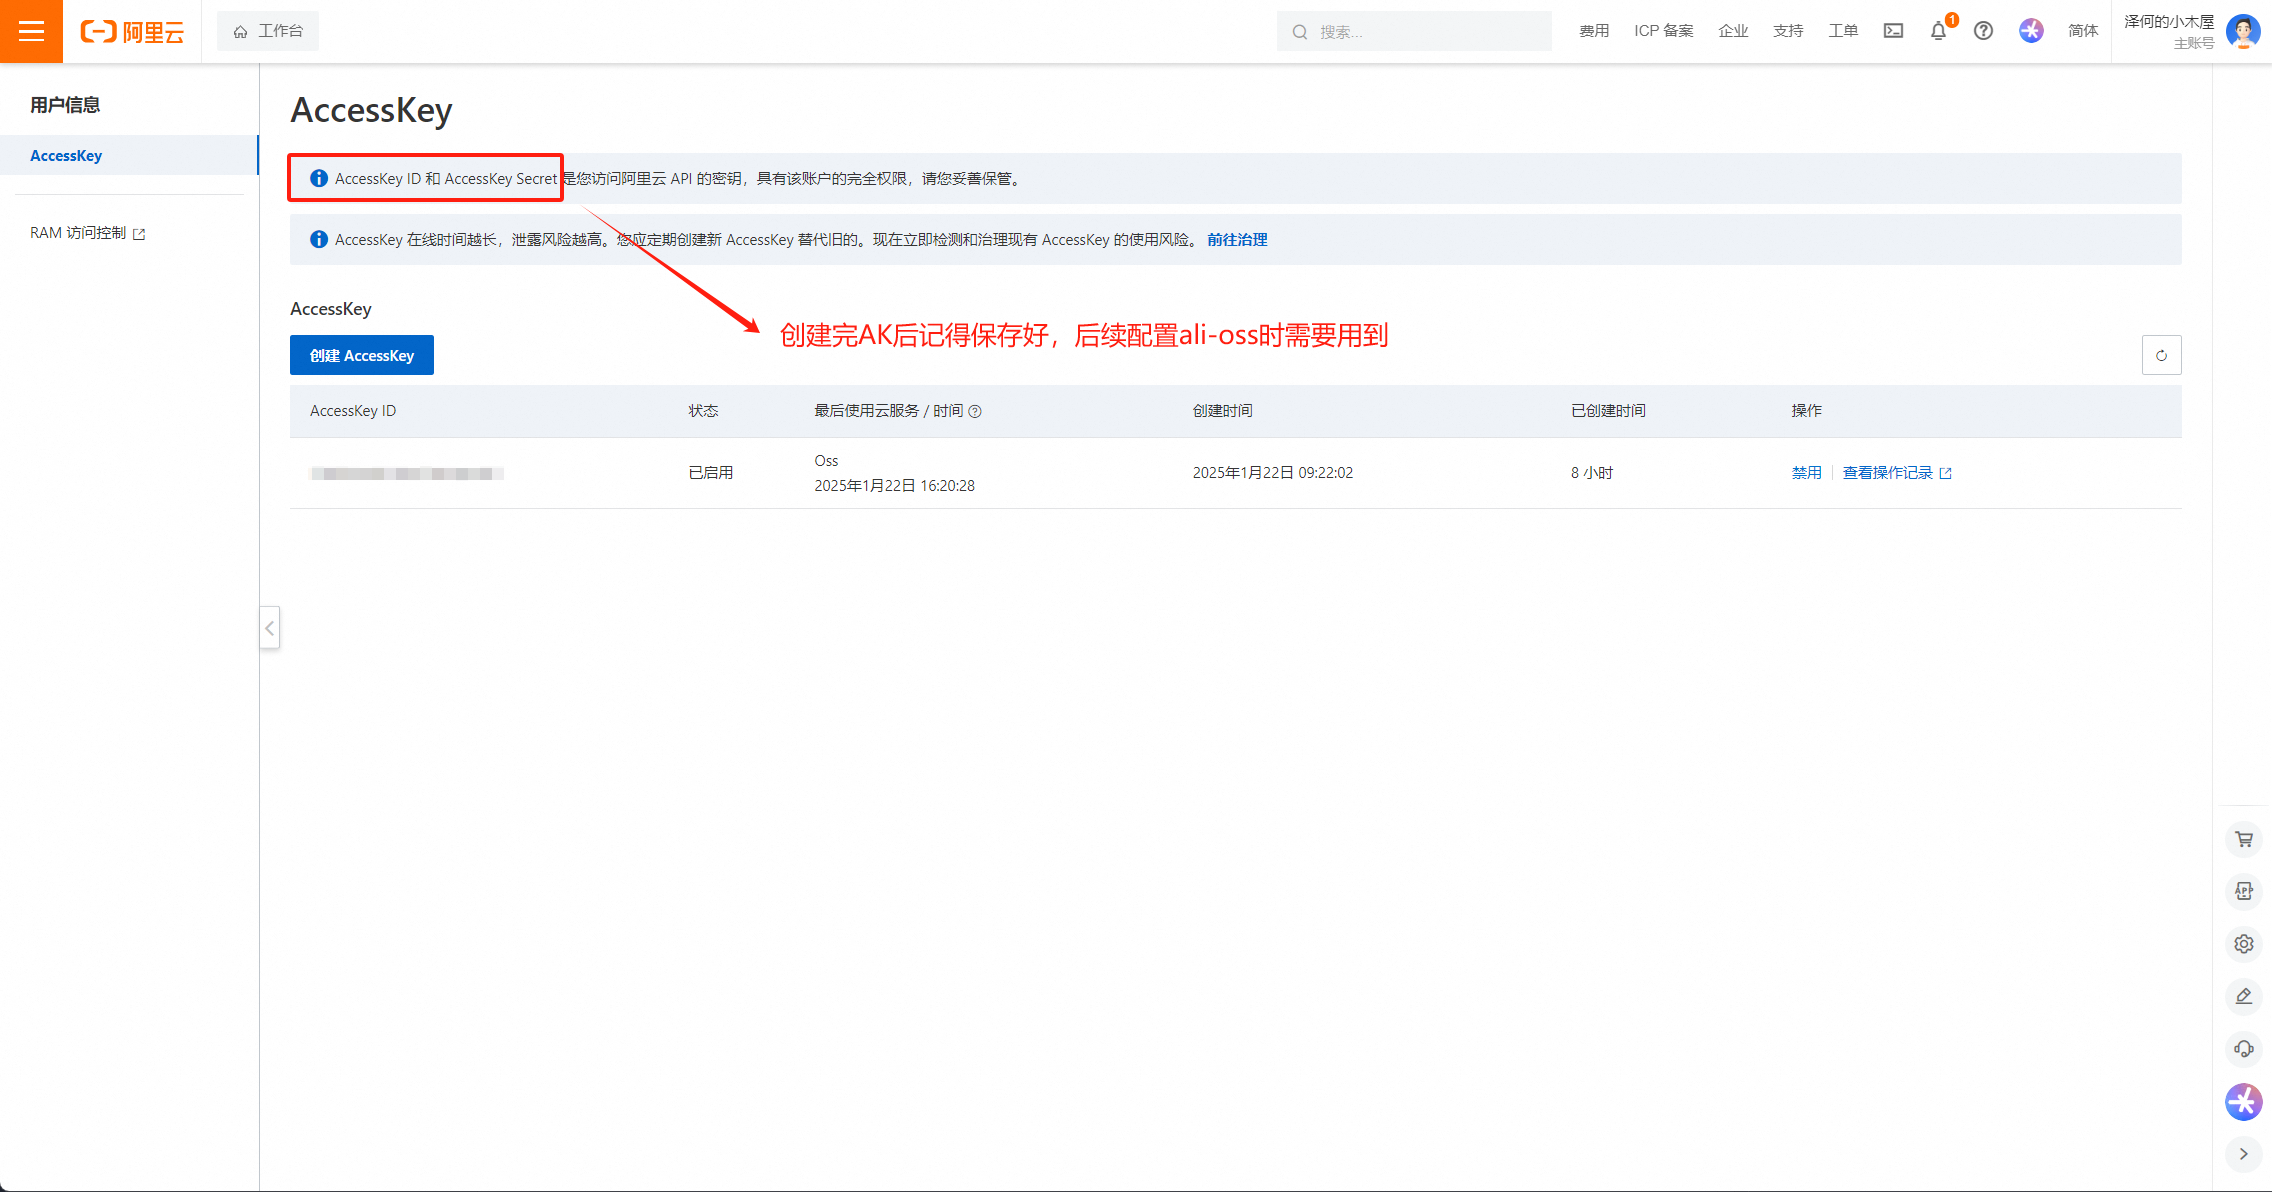 阿里云
工作台
搜索...
费用
ICP 备案
企业
支持
工单
1
简体
泽何的小木屋
主账号
用户信息
AccessKey
RAM 访问控制
AccessKey
AccessKey ID 和 AccessKey Secret 是您访问阿里云 API 的密钥，具有该账户的完全权限，请您妥善保管。
AccessKey 在线时间越长，泄露风险越高。您应定期创建新 AccessKey 替代旧的。现在立即检测和治理现有 AccessKey 的使用风险。 前往治理
AccessKey
创建完AK后记得保存好，后续配置ali-oss时需要用到
创建 AccessKey
AccessKey ID
状态
最后使用云服务 / 时间
创建时间
已创建时间
操作
已启用
Oss
2025年1月22日 16:20:28
2025年1月22日 09:22:02
8 小时
禁用
查看操作记录
APP